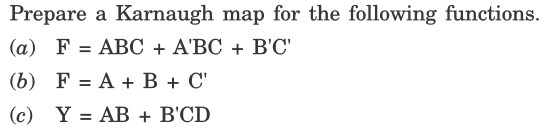 Prepare a Karnaugh map for the following functions.
(a) F = ABC + A'BC + B'C'
(b) F = A + B + C'
(c) Y = AB + B'CD